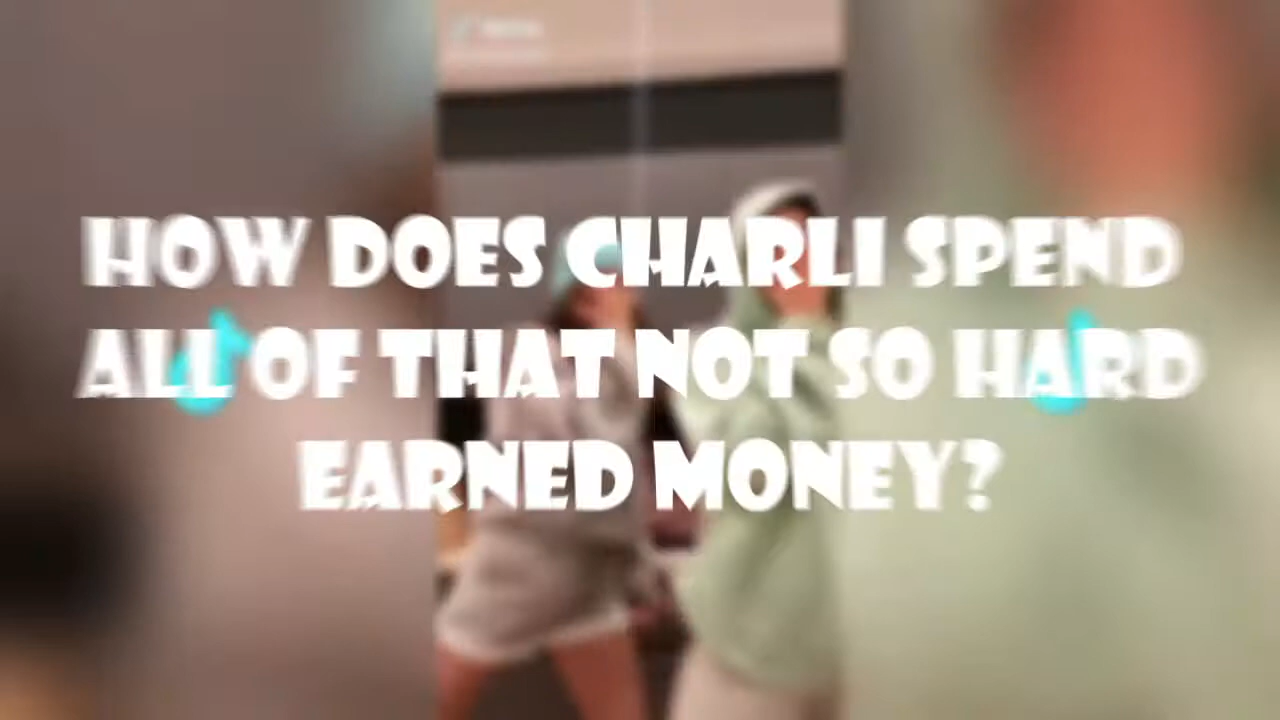 HOW DOES CHARLI SPEND
ALL OF THAT NOT SO HARD
EARNED MONEY?